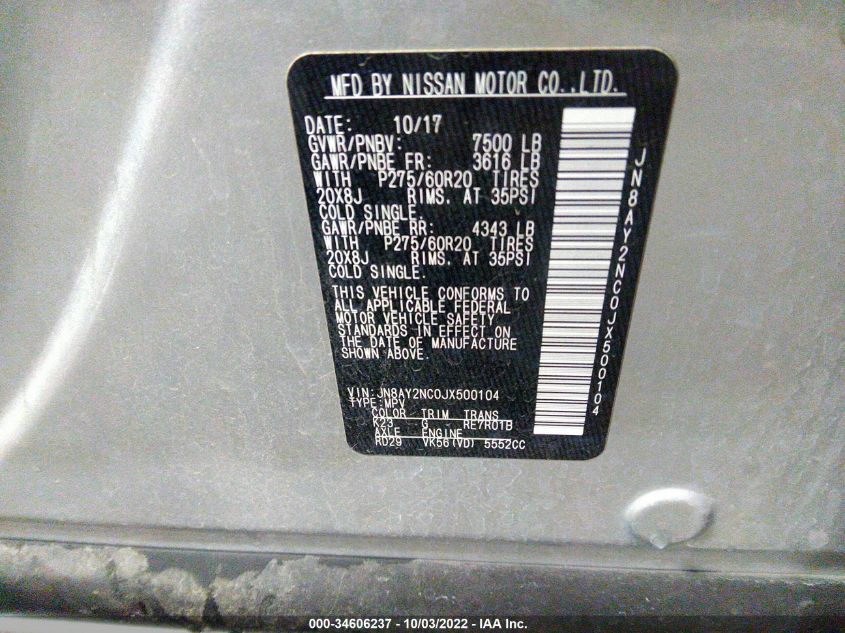 MFD BY NISSAN MOTOR CO.,LTD.
DATE: 10/17
GVWR/PNBV: 7500 LB
GAWR/PNBE FR: 3616 LB
WITH P275/60R20 TIRES
20X8J RIMS. AT 35PSI
COLD SINGLE.
GAWR/PNBE RR: 4343 LB
WITH P275/60R20 TIRES
20X8J RIMS. AT 35PSI
COLD SINGLE.
THIS VEHICLE CONFORMS TO
ALL APPLICABLE FEDERAL
MOTOR VEHICLE SAFETY
STANDARDS IN EFFECT ON
THE DATE OF MANUFACTURE
SHOWN ABOVE.
VIN: JN8AY2NC0JX500104
TYPE: MPV
COLOR TRIM TRANS
K23 G RE7R01B
AXLE ENGINE
RD29 VK56(VD) 5552CC
JN8AY2NC0JX500104
000-34606237 - 10/03/2022 - IAA Inc.